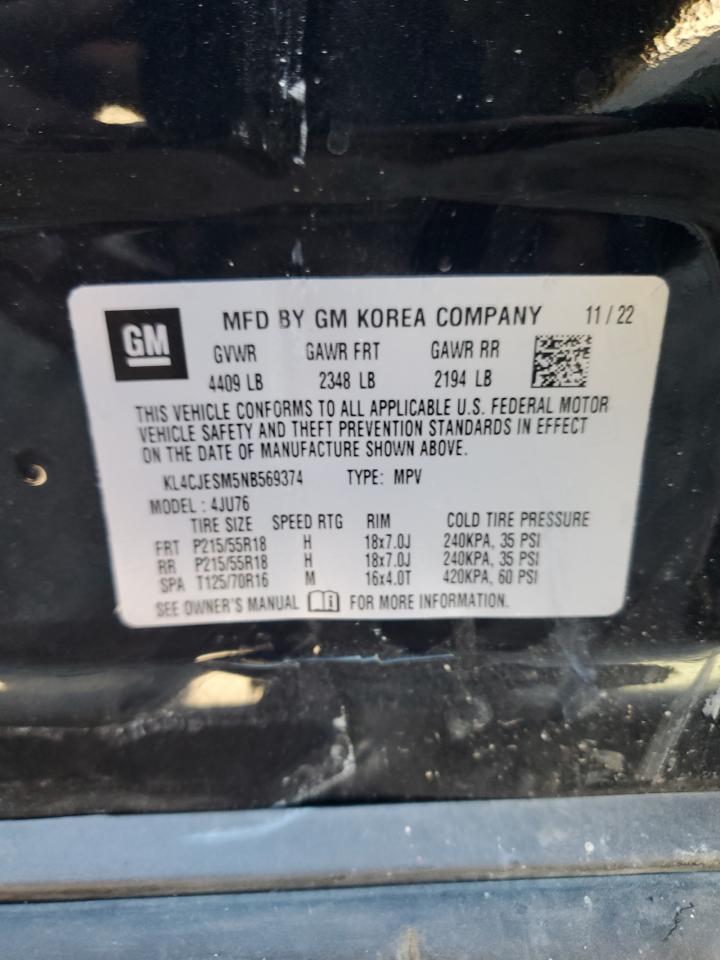 GM MFD BY GM KOREA COMPANY 11 / 22
GVWR GAWR FRT GAWR RR
4409 LB 2348 LB 2194 LB
THIS VEHICLE CONFORMS TO ALL APPLICABLE U.S. FEDERAL MOTOR
VEHICLE SAFETY AND THEFT PREVENTION STANDARDS IN EFFECT
ON THE DATE OF MANUFACTURE SHOWN ABOVE.
KL4CJESM5NB569374 TYPE: MPV
MODEL : 4JU76
TIRE SIZE SPEED RTG RIM COLD TIRE PRESSURE
FRT P215/55R18 H 18x7.0J 240KPA, 35 PSI
RR P215/55R18 H 18x7.0J 240KPA, 35 PSI
SPA T125/70R16 M 16x4.0T 420KPA, 60 PSI
SEE OWNER'S MANUAL FOR MORE INFORMATION.